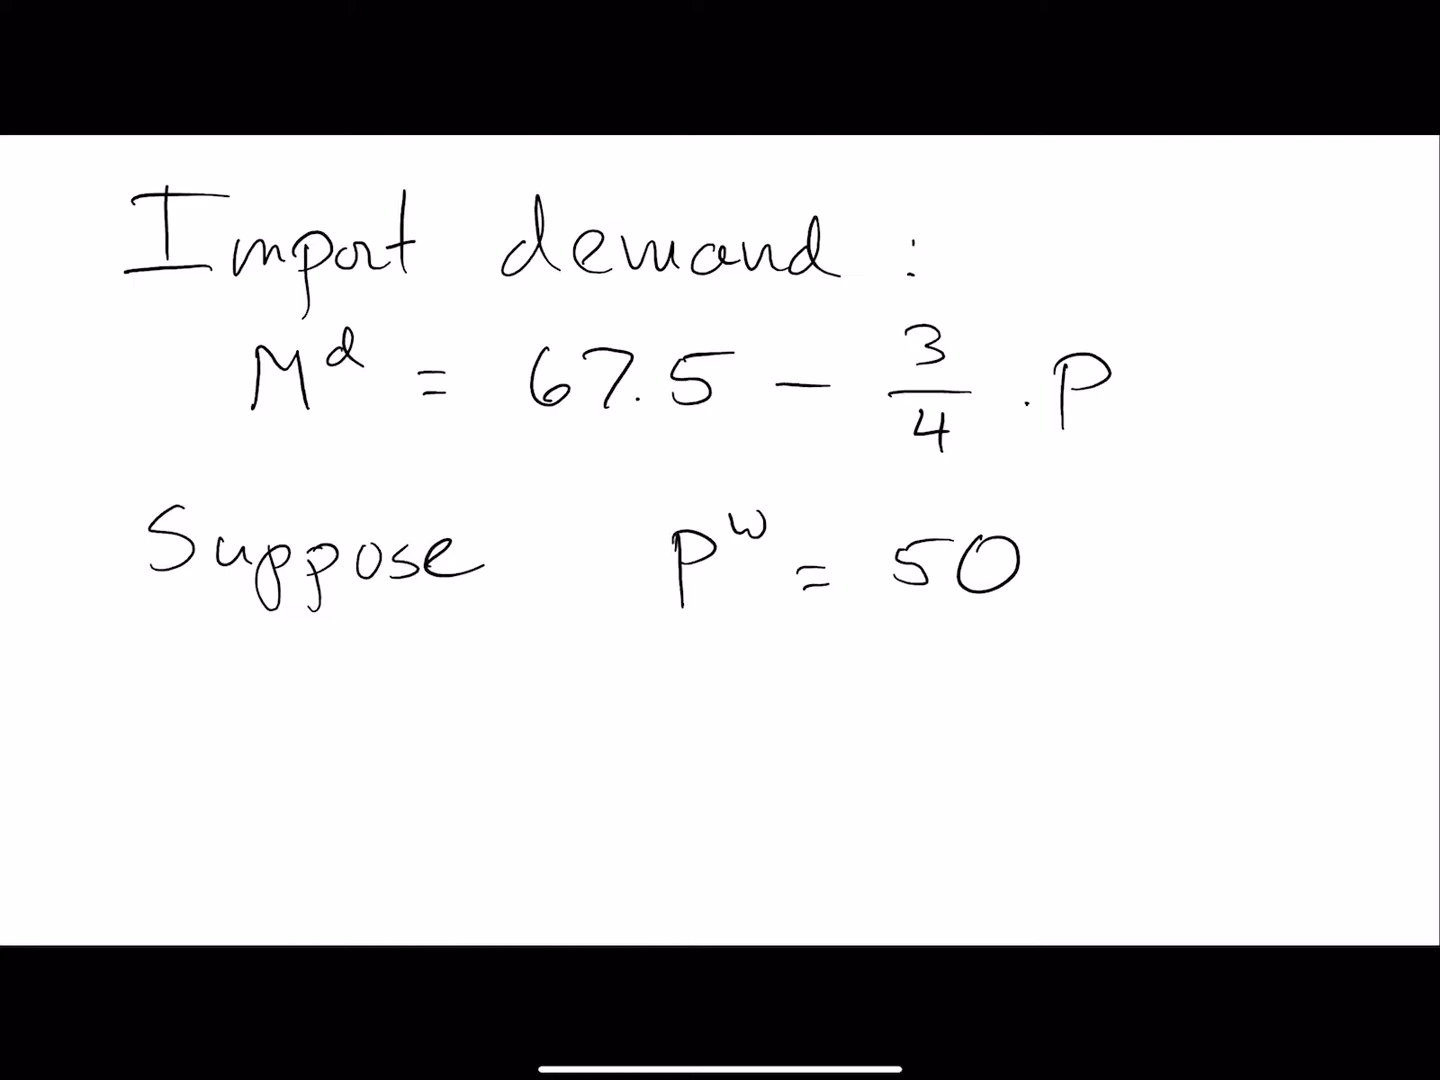 Import demand :
M^d = 67.5 - 3/4 . P
Suppose P^w = 50